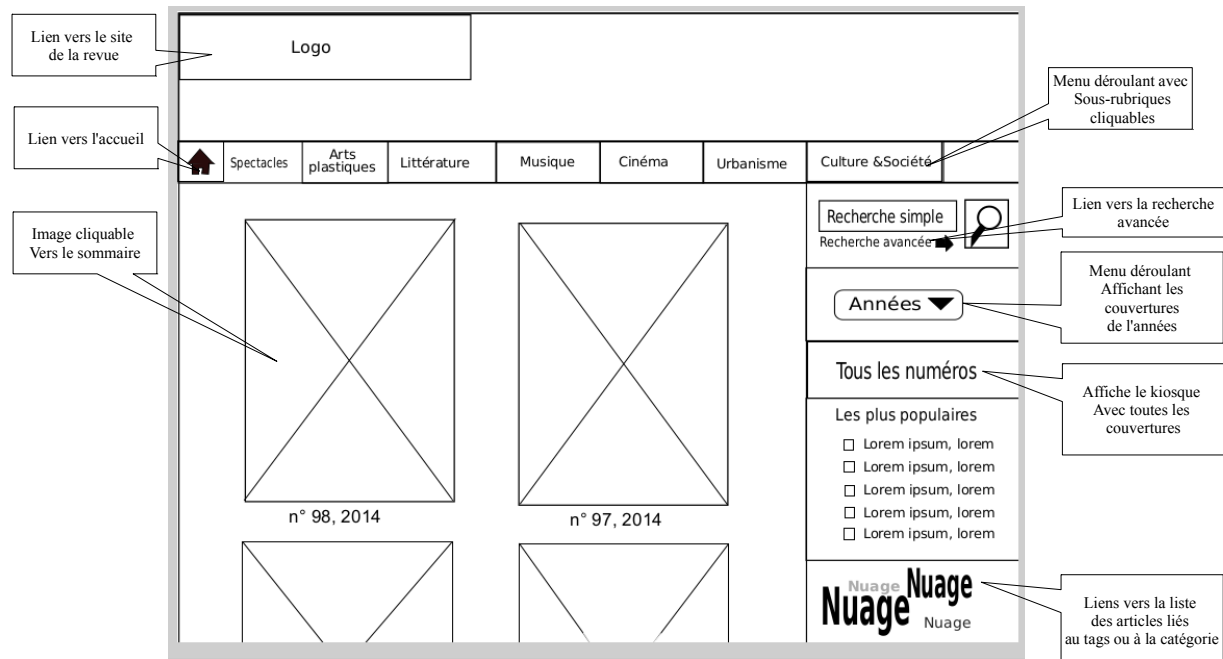 Lien vers le site
de la revue
Logo
Menu déroulant avec
Sous-rubriques
cliquables
Lien vers l'accueil
Spectacles
Arts
plastiques
Littérature
Musique
Cinéma
Urbanisme
Culture &Société
Image cliquable
Vers le sommaire
Recherche simple
Recherche avancée
Lien vers la recherche
avancée
Années
Menu déroulant
Affichant les
couvertures
de l'années
Tous les numéros
Affiche le kiosque
Avec toutes les
couvertures
Les plus populaires
Lorem ipsum, lorem
Lorem ipsum, lorem
Lorem ipsum, lorem
Lorem ipsum, lorem
Lorem ipsum, lorem
n° 98, 2014
n° 97, 2014
Nuage
Nuage
Nuage
Nuage
Liens vers la liste
des articles liés
au tags ou à la catégorie